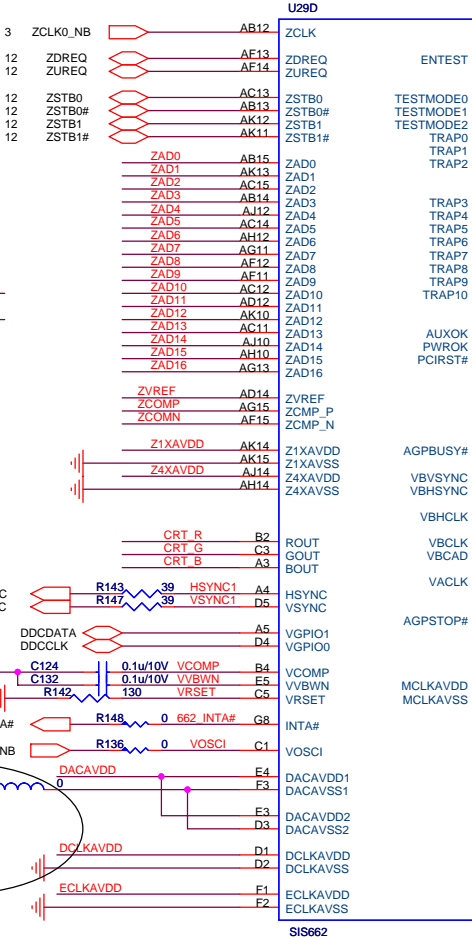 U29D
3 ZCLK0_NB AB12 ZCLK
12 ZDREQ AF13 ZDREQ ENTEST
12 ZUREQ AF14 ZUREQ
12 ZSTB0 AC13 ZSTB0 TESTMODE0
12 ZSTB0# AB13 ZSTB0# TESTMODE1
12 ZSTB1 AK12 ZSTB1 TESTMODE2
12 ZSTB1# AK11 ZSTB1# TRAP0
TRAP1
ZAD0 AB15 ZAD0 TRAP2
ZAD1 AK13 ZAD1
ZAD2 AC15 ZAD2
ZAD3 AB14 ZAD3 TRAP3
ZAD4 AJ12 ZAD4 TRAP4
ZAD5 AC14 ZAD5 TRAP5
ZAD6 AH12 ZAD6 TRAP6
ZAD7 AG11 ZAD7 TRAP7
ZAD8 AF12 ZAD8 TRAP8
ZAD9 AF11 ZAD9 TRAP9
ZAD10 AC12 ZAD10 TRAP10
ZAD11 AD12 ZAD11
ZAD12 AK10 ZAD12
ZAD13 AC11 ZAD13 AUXOK
ZAD14 AJ10 ZAD14 PWROK
ZAD15 AH10 ZAD15 PCIRST#
ZAD16 AG13 ZAD16
ZVREF AD14 ZVREF
ZCOMP AG15 ZCMP_P
ZCOMN AF15 ZCMP_N
Z1XAVDD AK14 Z1XAVDD AGPBUSY#
AK15 Z1XAVSS
Z4XAVDD AJ14 Z4XAVDD VBVSYNC
AH14 Z4XAVSS VBHSYNC
VBHCLK
CRT_R B2 ROUT VBCLK
CRT_G C3 GOUT VBCAD
CRT_B A3 BOUT
VACLK
C R143 39 HSYNC1 A4 HSYNC
C R147 39 VSYNC1 D5 VSYNC
AGPSTOP#
DDCDATA A5 VGPIO1
DDCCLK D4 VGPIO0
C124 0.1u/10V VCOMP B4 VCOMP
C132 0.1u/10V VVBWN E5 VVBWN MCLKAVDD
R142 130 VRSET C5 VRSET MCLKAVSS
A# R148 0 662_INTA# G8 INTA#
NB R136 0 VOSCI C1 VOSCI
DACAVDD E4 DACAVDD1
0 F3 DACAVSS1
E3 DACAVDD2
D3 DACAVSS2
DCLKAVDD D1 DCLKAVDD
D2 DCLKAVSS
ECLKAVDD F1 ECLKAVDD
F2 ECLKAVSS
SIS662